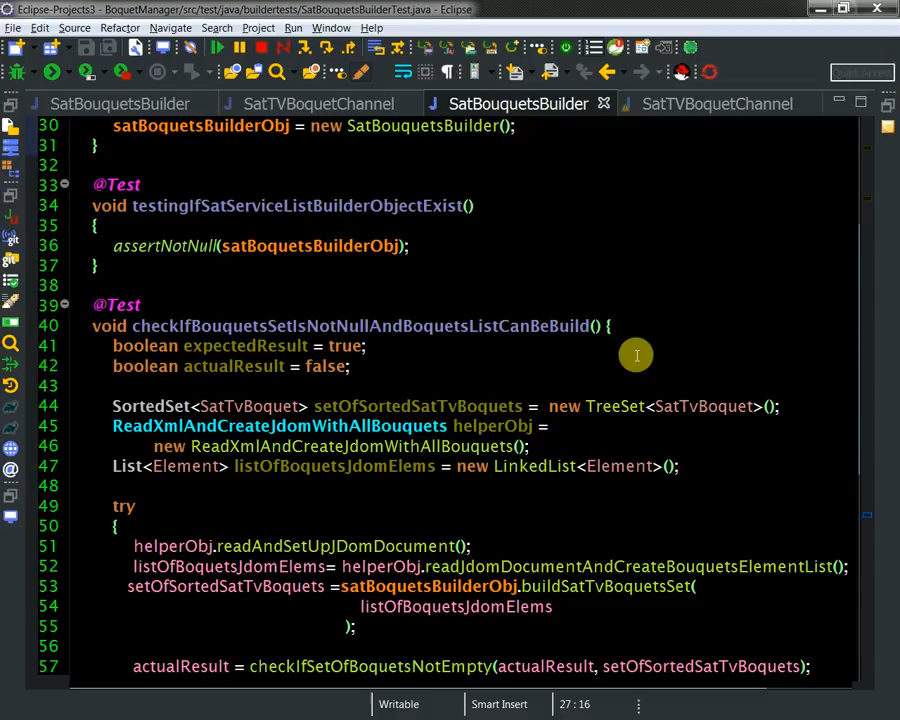 Eclipse-Projects3 - BoquetManager/src/test/java/buildertests/SatBouquetsBuilderTest.java - Eclipse
File Edit Source Refactor Navigate Search Project Run Window Help
Quick Access
SatBouquetsBuilder SatTVBoquetChannel SatBouquetsBuilder SatTVBoquetChannel
30 satBoquetsBuilderObj = new SatBouquetsBuilder();
31 }
32
33 @Test
34 void testingIfSatServiceListBuilderObjectExist()
35 {
36 assertNotNull(satBoquetsBuilderObj);
37 }
38
39 @Test
40 void checkIfBouquetsSetIsNotNullAndBoquetsListCanBeBuild() {
41 boolean expectedResult = true;
42 boolean actualResult = false;
43
44 SortedSet<SatTvBoquet> setOfSortedSatTvBoquets = new TreeSet<SatTvBoquet>();
45 ReadXmlAndCreateJdomWithAllBouquets helperObj =
46 new ReadXmlAndCreateJdomWithAllBouquets();
47 List<Element> listOfBoquetsJdomElems = new LinkedList<Element>();
48
49 try
50 {
51 helperObj.readAndSetUpJDomDocument();
52 listOfBoquetsJdomElems= helperObj.readJdomDocumentAndCreateBouquetsElementList();
53 setOfSortedSatTvBoquets =satBoquetsBuilderObj.buildSatTvBoquetsSet(
54 listOfBoquetsJdomElems
55 );
56
57 actualResult = checkIfSetOfBoquetsNotEmpty(actualResult, setOfSortedSatTvBoquets);
Writable Smart Insert 27 : 16